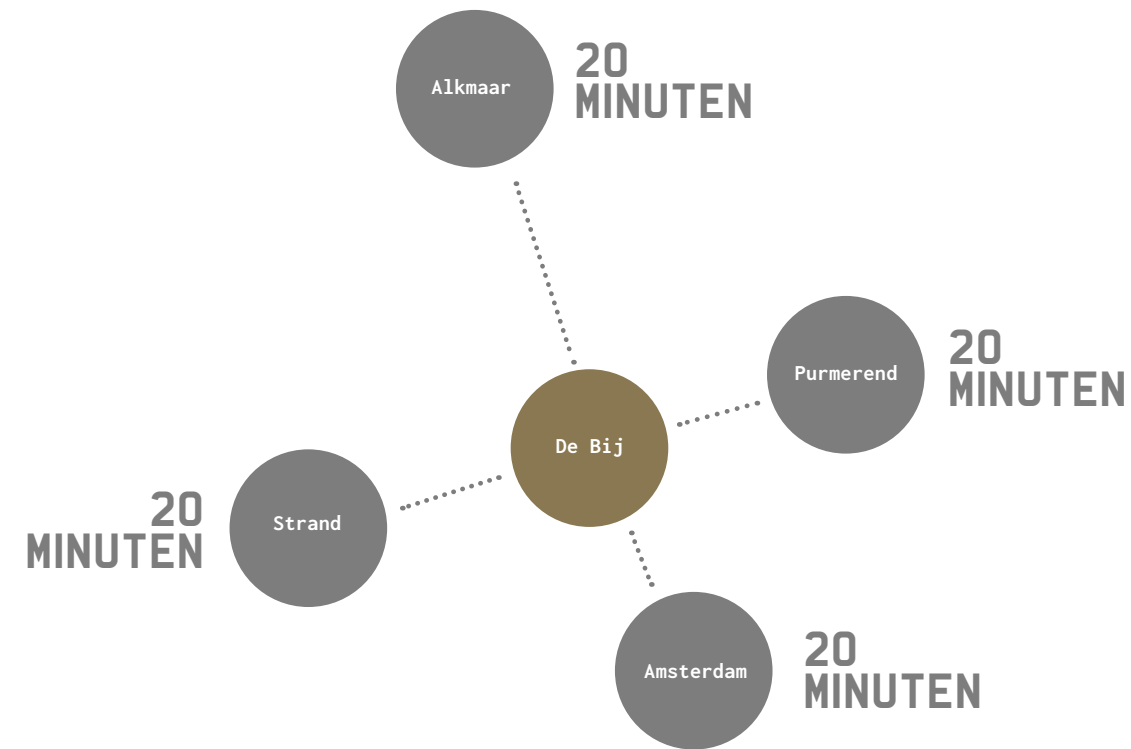 Alkmaar
20
MINUTEN
Purmerend
20
MINUTEN
De Bij
Strand
20
MINUTEN
Amsterdam
20
MINUTEN